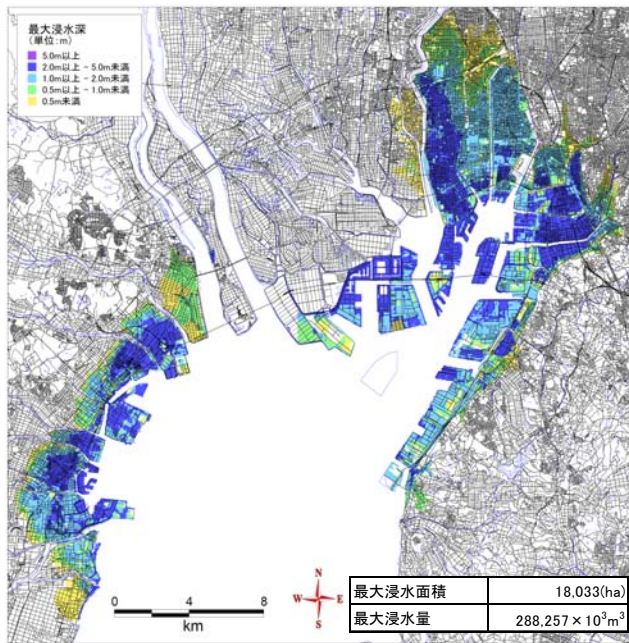 最大浸水深
(単位:m)
5.0m以上
2.0m以上 ~ 5.0m未満
1.0m以上 ~ 2.0m未満
0.5m以上 ~ 1.0m未満
0.5m未満
N
W E
S
0 4 8
km
最大浸水面積 18,033(ha)
最大浸水量 288,257×10³m³